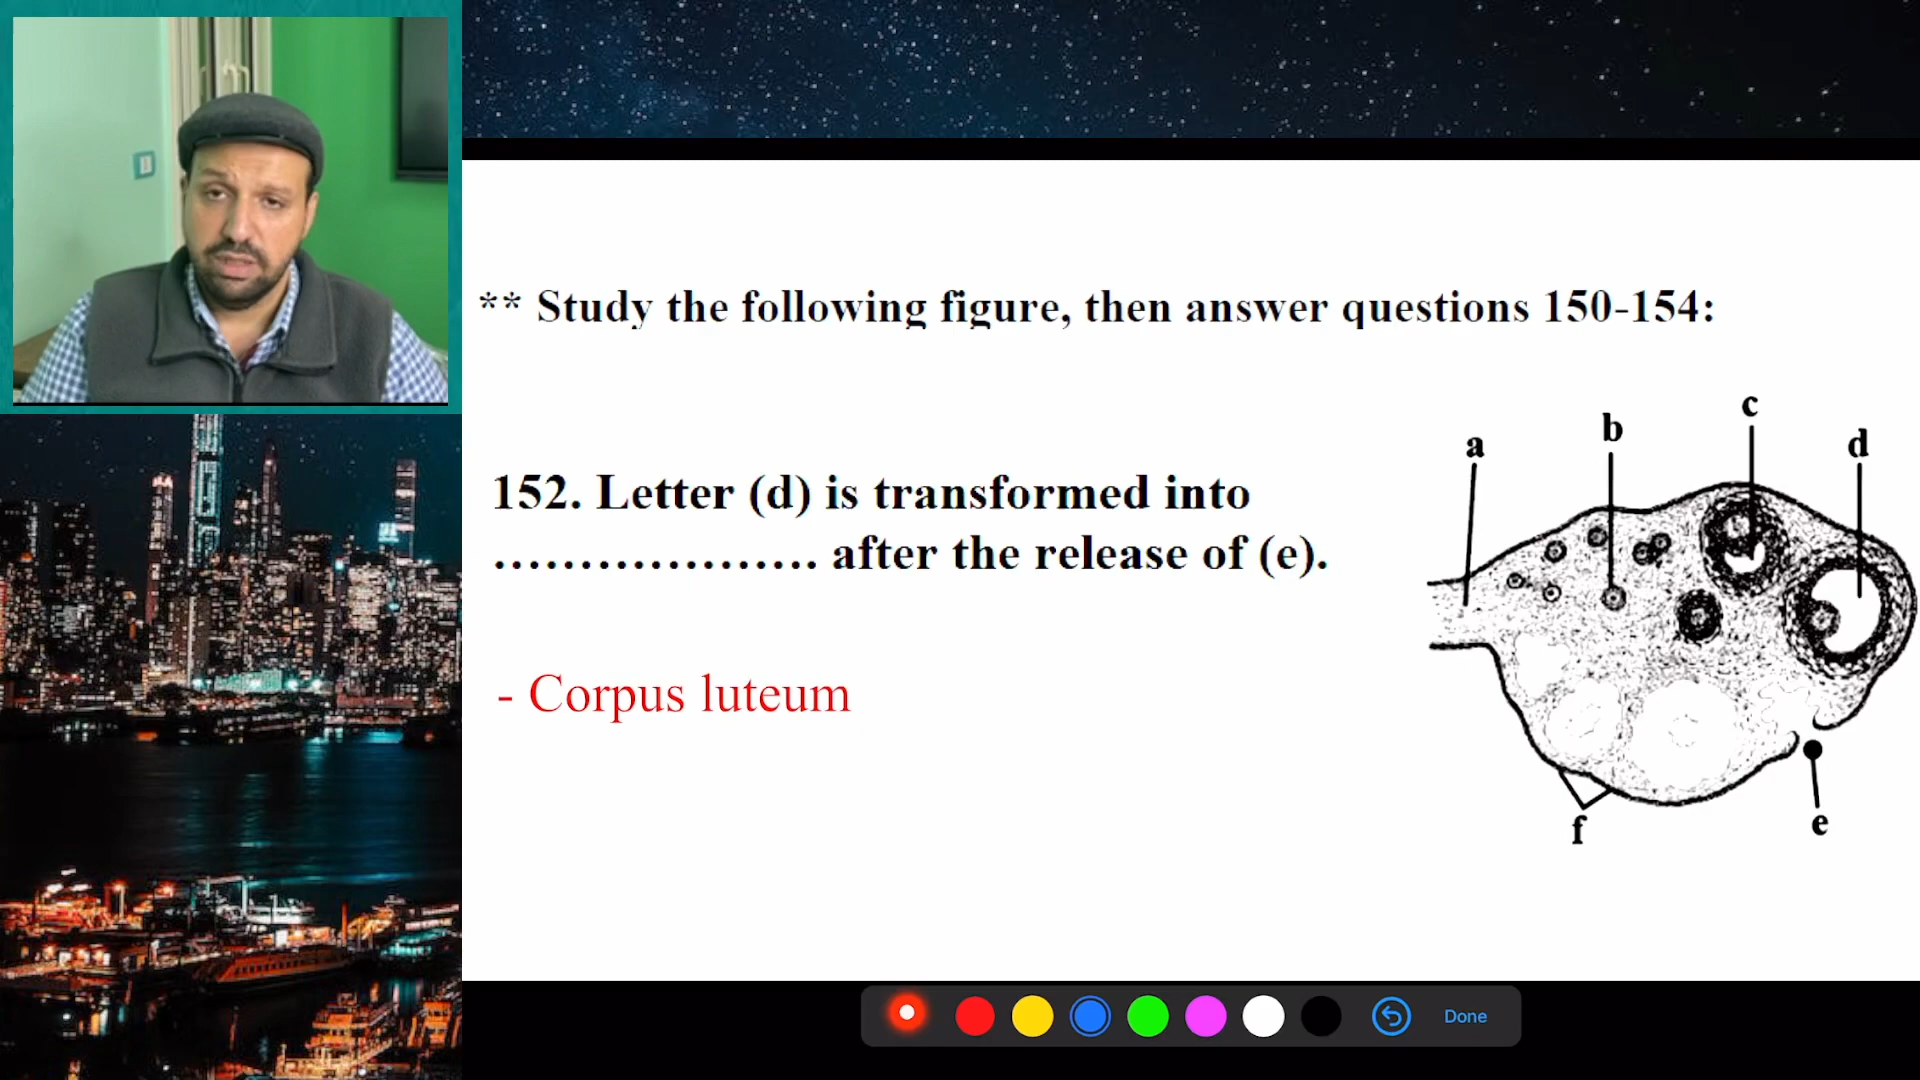 ** Study the following figure, then answer questions 150-154:
152. Letter (d) is transformed into
………………. after the release of (e).
- Corpus luteum
a
b
c
d
e
f
Done